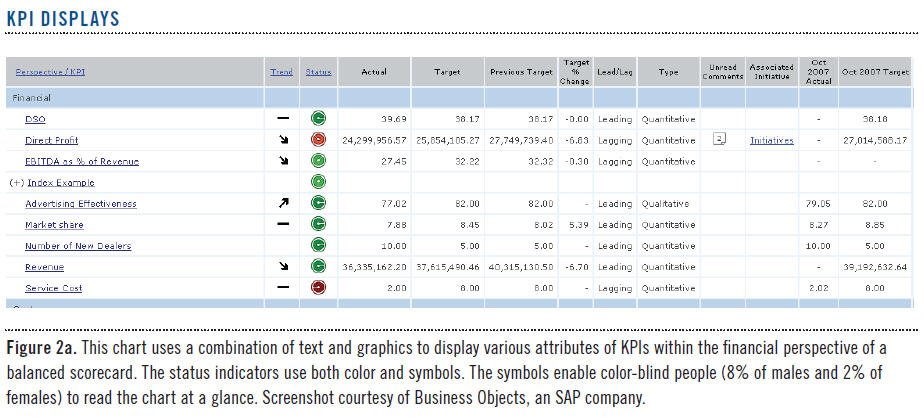 KPI DISPLAYS
Perspective / KPI Trend Status Actual Target Previous Target Target % Change Lead/Lag Type Unread Comments Associated Initiative Oct 2007 Actual Oct 2007 Target
Financial
DSO 39.69 38.17 38.17 -0.00 Leading Quantitative - 38.18
Direct Profit 24,299,956.57 25,854,105.27 27,749,739.40 -6.83 Lagging Quantitative 2 Initiatives - 27,014,588.17
EBITDA as % of Revenue 27.45 32.22 32.32 -0.30 Leading Quantitative - -
(+) Index Example
Advertising Effectiveness 77.02 82.00 82.00 - Leading Qualitative 79.05 82.00
Market share 7.88 8.45 8.02 5.39 Leading Quantitative 8.27 8.85
Number of New Dealers 10.00 5.00 5.00 - Leading Quantitative 10.00 5.00
Revenue 36,335,162.20 37,615,490.46 40,315,130.50 -6.70 Leading Quantitative - 39,192,632.64
Service Cost 2.00 8.00 8.00 - Lagging Quantitative 2.02 8.00
Figure 2a. This chart uses a combination of text and graphics to display various attributes of KPIs within the financial perspective of a
balanced scorecard. The status indicators use both color and symbols. The symbols enable color-blind people (8% of males and 2% of
females) to read the chart at a glance. Screenshot courtesy of Business Objects, an SAP company.